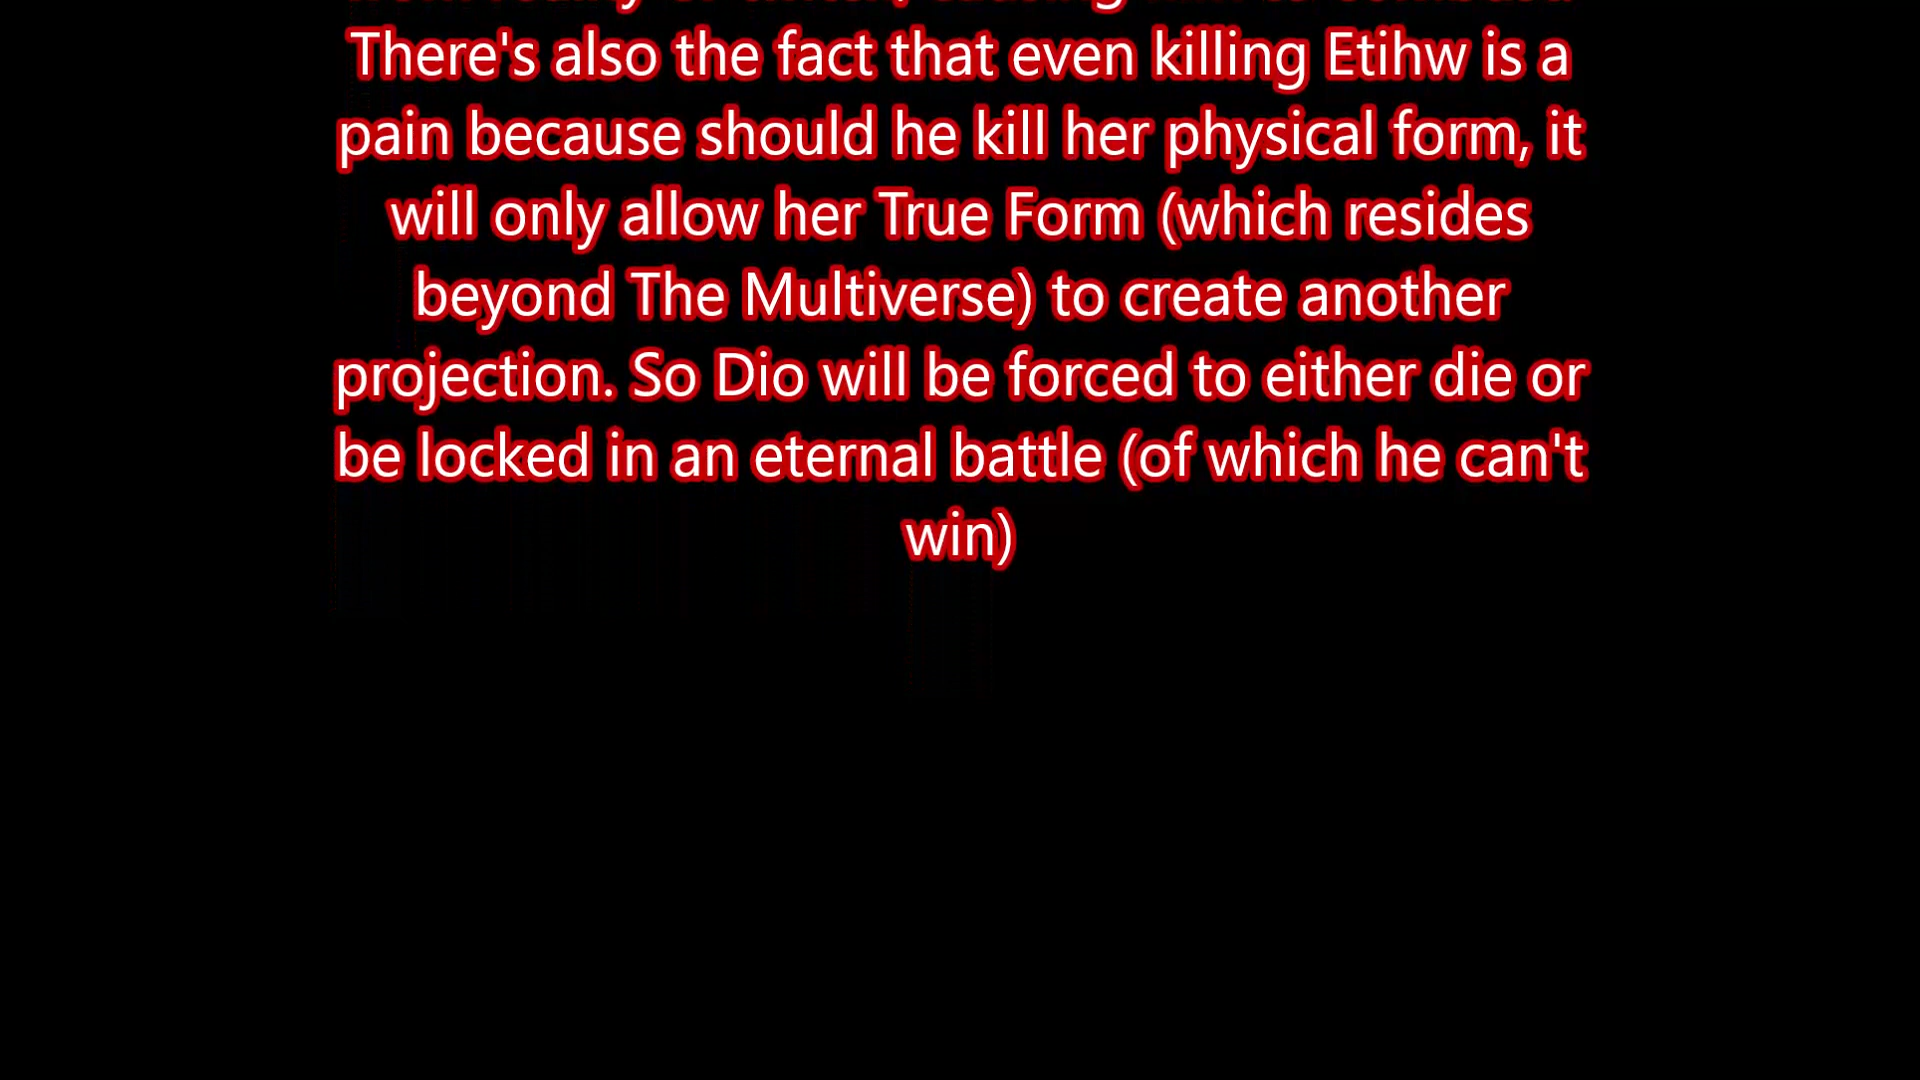 There's also the fact that even killing Etihw is a
pain because should he kill her physical form, it
will only allow her True Form (which resides
beyond The Multiverse) to create another
projection. So Dio will be forced to either die or
be locked in an eternal battle (of which he can't
win)